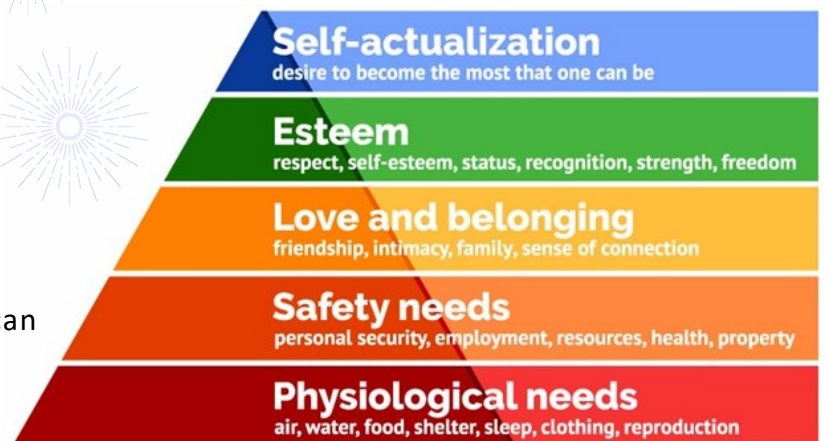 Self-actualization
desire to become the most that one can be
Esteem
respect, self-esteem, status, recognition, strength, freedom
Love and belonging
friendship, intimacy, family, sense of connection
Safety needs
personal security, employment, resources, health, property
Physiological needs
air, water, food, shelter, sleep, clothing, reproduction